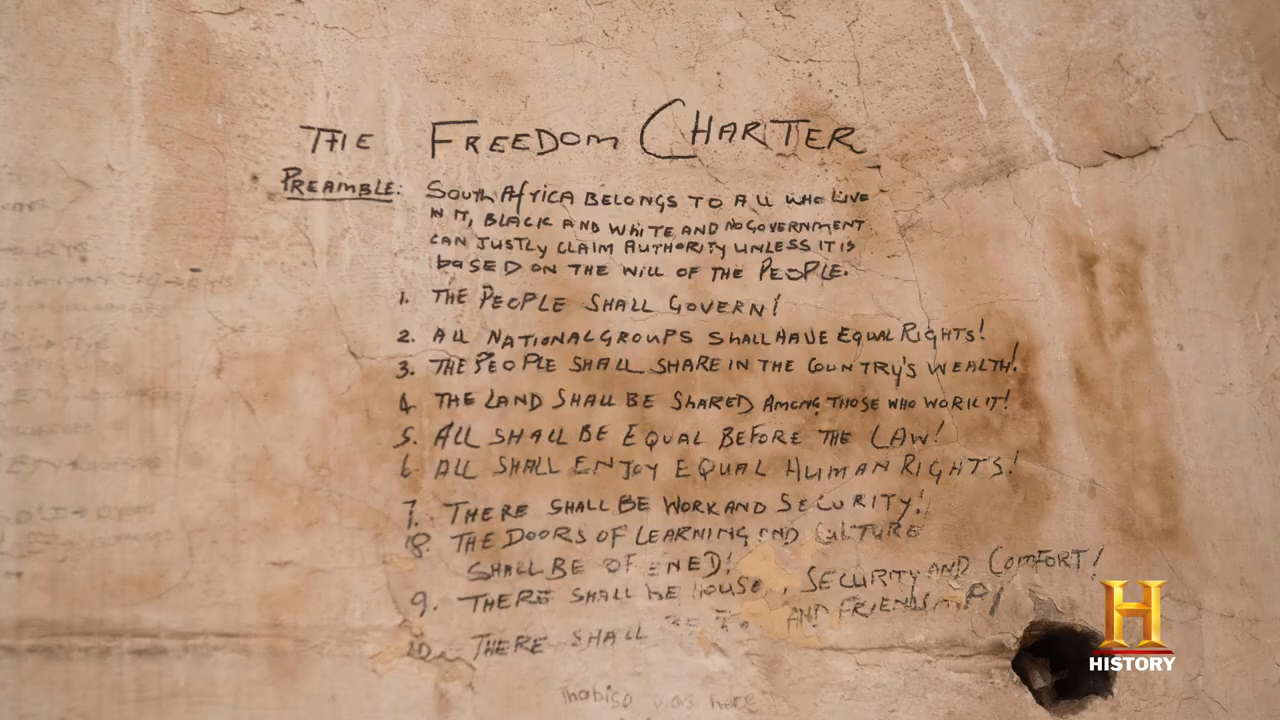 THE FREEDOM CHARTER
PREAMBLE: SOUTH AFRICA BELONGS TO ALL WHO LIVE
IN IT, BLACK AND WHITE, AND NO GOVERNMENT
CAN JUSTLY CLAIM AUTHORITY UNLESS IT IS
BASED ON THE WILL OF THE PEOPLE.
1. THE PEOPLE SHALL GOVERN!
2. ALL NATIONAL GROUPS SHALL HAVE EQUAL RIGHTS!
3. THE PEOPLE SHALL SHARE IN THE COUNTRY'S WEALTH!
4. THE LAND SHALL BE SHARED AMONG THOSE WHO WORK IT!
5. ALL SHALL BE EQUAL BEFORE THE LAW!
6. ALL SHALL ENJOY EQUAL HUMAN RIGHTS!
7. THERE SHALL BE WORK AND SECURITY!
8. THE DOORS OF LEARNING AND CULTURE
SHALL BE OPENED!
9. THERE SHALL BE HOUSES, SECURITY AND COMFORT!
10. THERE SHALL BE AND FRIENDSHIP!
Thabiso was here
H
HISTORY